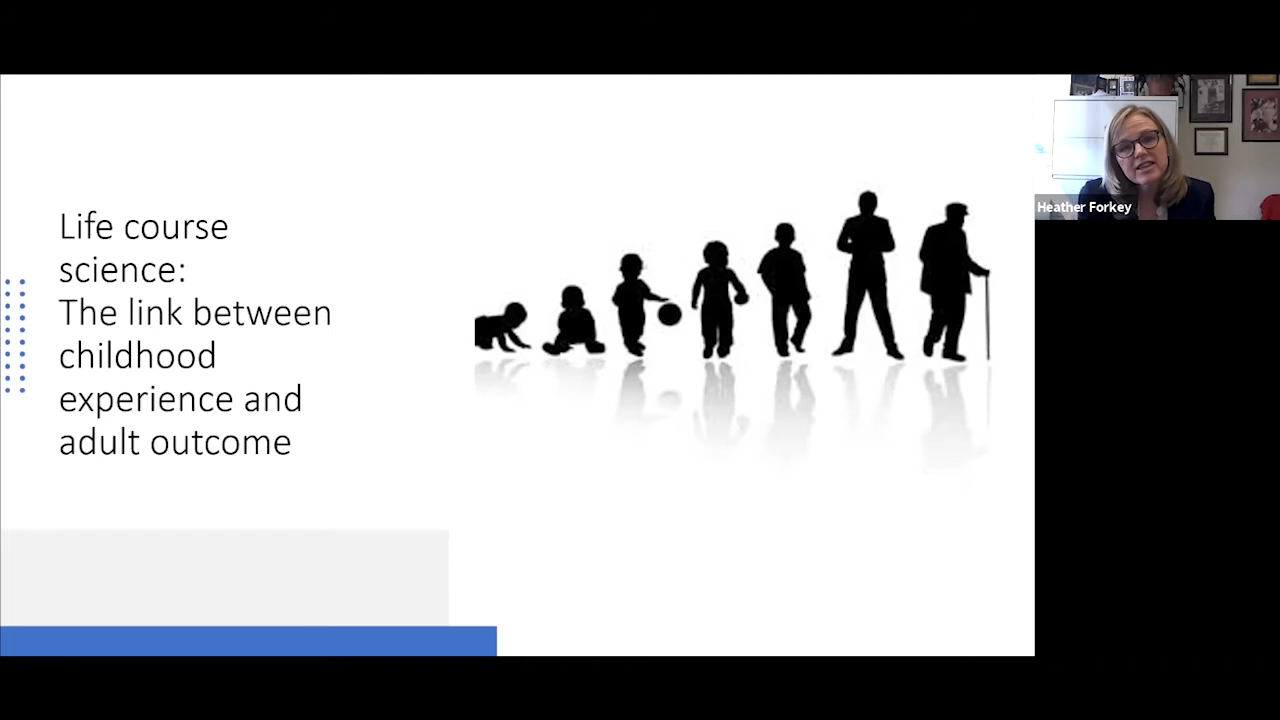 Life course
science:
The link between
childhood
experience and
adult outcome
Heather Forkey